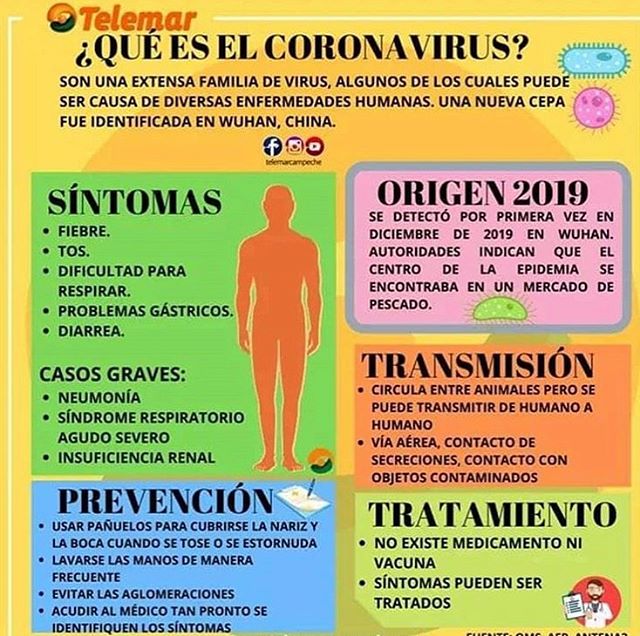 Telemar
¿QUÉ ES EL CORONAVIRUS?
SON UNA EXTENSA FAMILIA DE VIRUS, ALGUNOS DE LOS CUALES PUEDE
SER CAUSA DE DIVERSAS ENFERMEDADES HUMANAS. UNA NUEVA CEPA
FUE IDENTIFICADA EN WUHAN, CHINA.
telemarcampeche
SÍNTOMAS
• FIEBRE.
• TOS.
• DIFICULTAD PARA
RESPIRAR.
• PROBLEMAS GÁSTRICOS.
• DIARREA.
CASOS GRAVES:
• NEUMONÍA
• SÍNDROME RESPIRATORIO
AGUDO SEVERO
• INSUFICIENCIA RENAL
ORIGEN 2019
SE DETECTÓ POR PRIMERA VEZ EN
DICIEMBRE DE 2019 EN WUHAN.
AUTORIDADES INDICAN QUE EL
CENTRO DE LA EPIDEMIA SE
ENCONTRABA EN UN MERCADO DE
PESCADO.
TRANSMISIÓN
• CIRCULA ENTRE ANIMALES PERO SE
PUEDE TRANSMITIR DE HUMANO A
HUMANO
• VÍA AÉREA, CONTACTO DE
SECRECIONES, CONTACTO CON
OBJETOS CONTAMINADOS
PREVENCIÓN
• USAR PAÑUELOS PARA CUBRIRSE LA NARIZ Y
LA BOCA CUANDO SE TOSE O SE ESTORNUDA
• LAVARSE LAS MANOS DE MANERA
FRECUENTE
• EVITAR LAS AGLOMERACIONES
• ACUDIR AL MÉDICO TAN PRONTO SE
IDENTIFIQUEN LOS SÍNTOMAS
TRATAMIENTO
• NO EXISTE MEDICAMENTO NI
VACUNA
• SÍNTOMAS PUEDEN SER
TRATADOS
FUENTE: OMS, AFP, ANTENA3